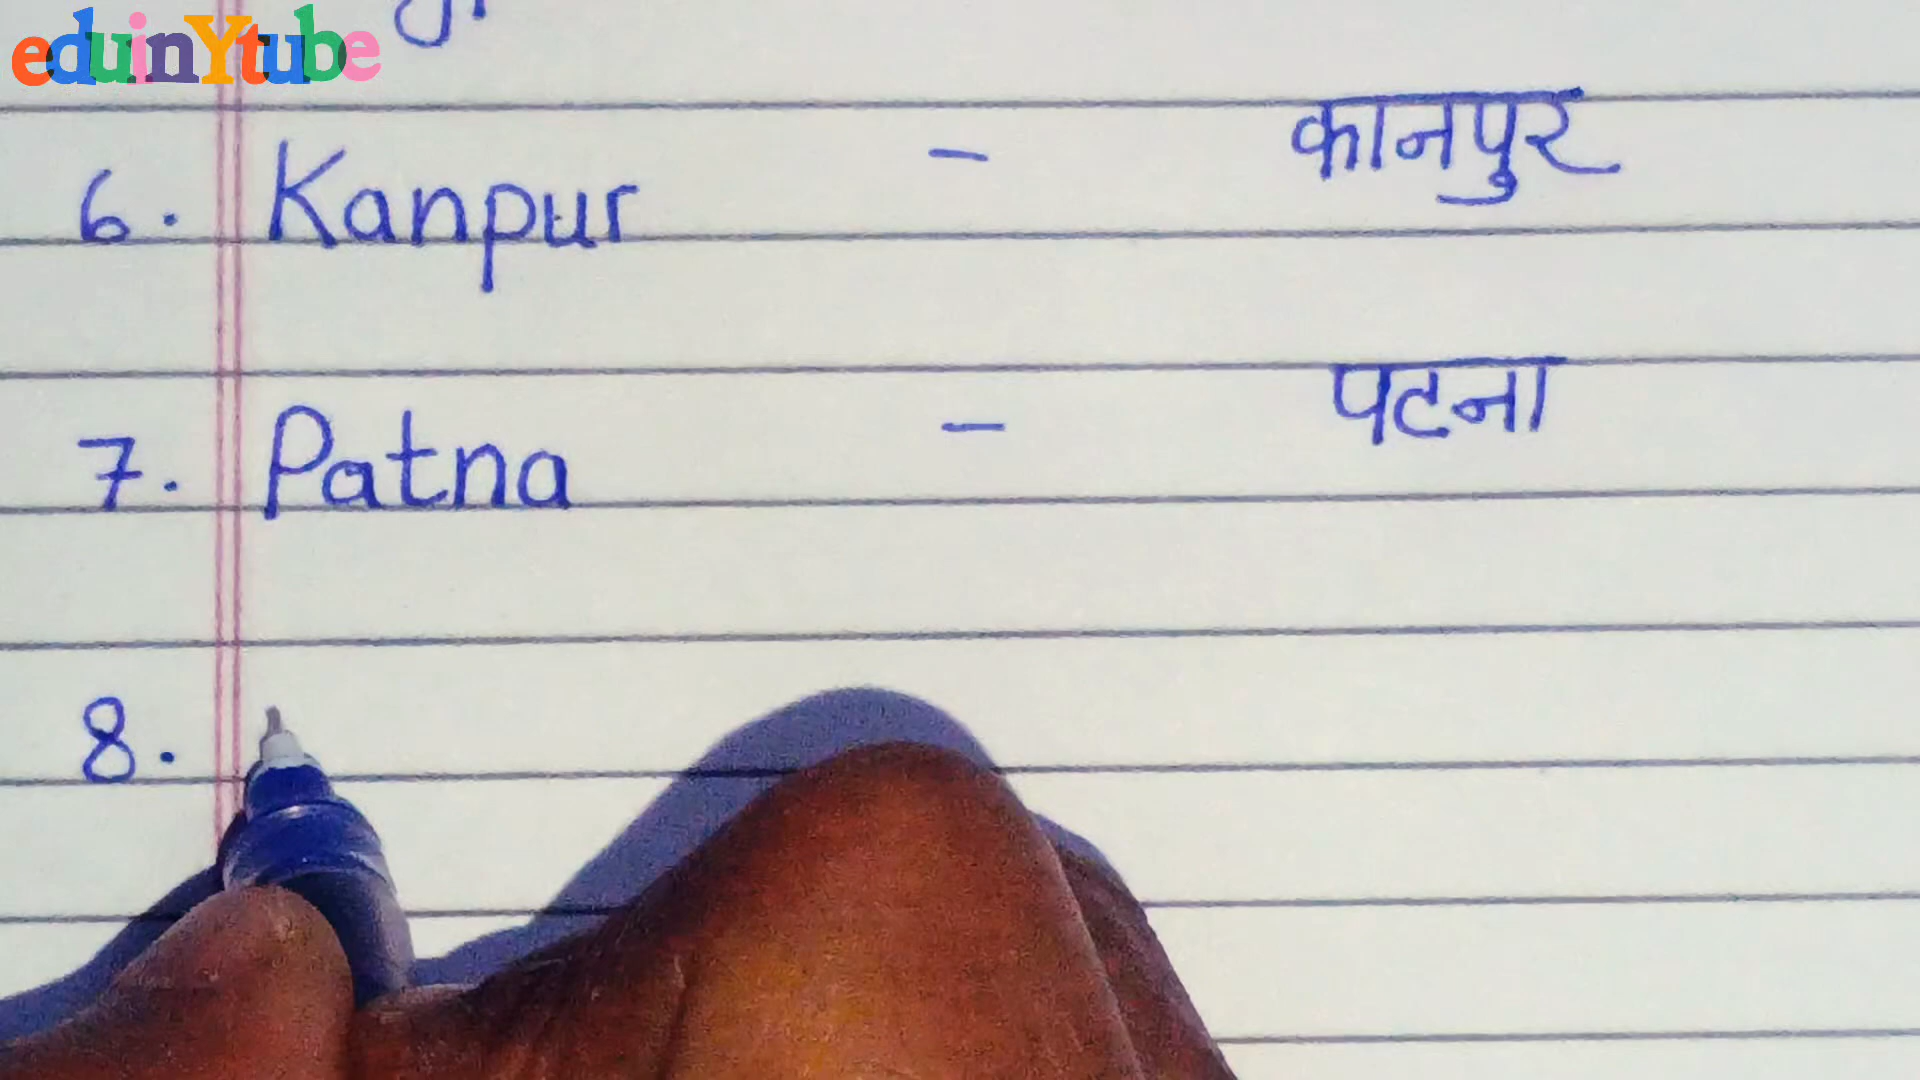 eduinYtube
6. Kanpur - कानपुर
7. Patna - पटना
8.